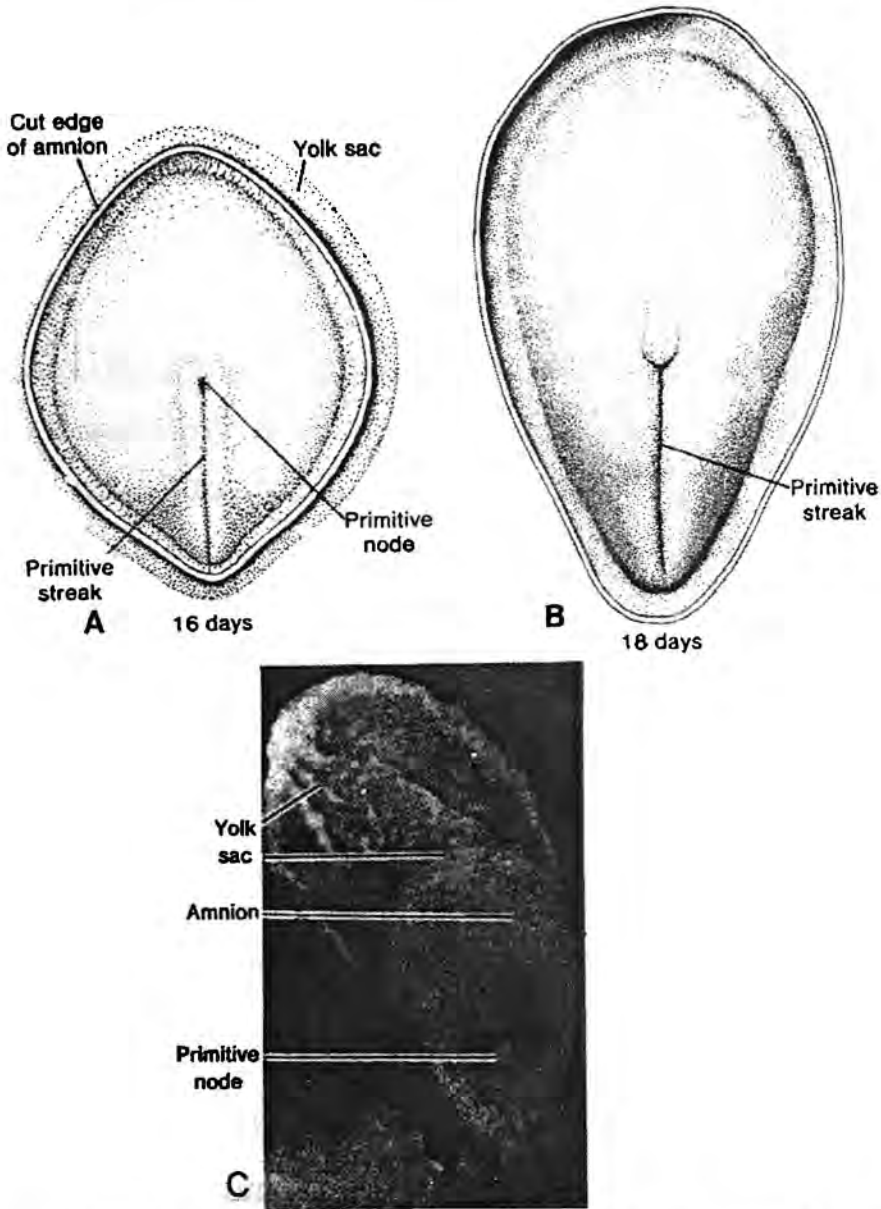 Cut edge
of amnion
Yolk sac
Primitive
streak
Primitive
node
A
16 days
Primitive
streak
B
18 days
Yolk
sac
Amnion
Primitive
node
C